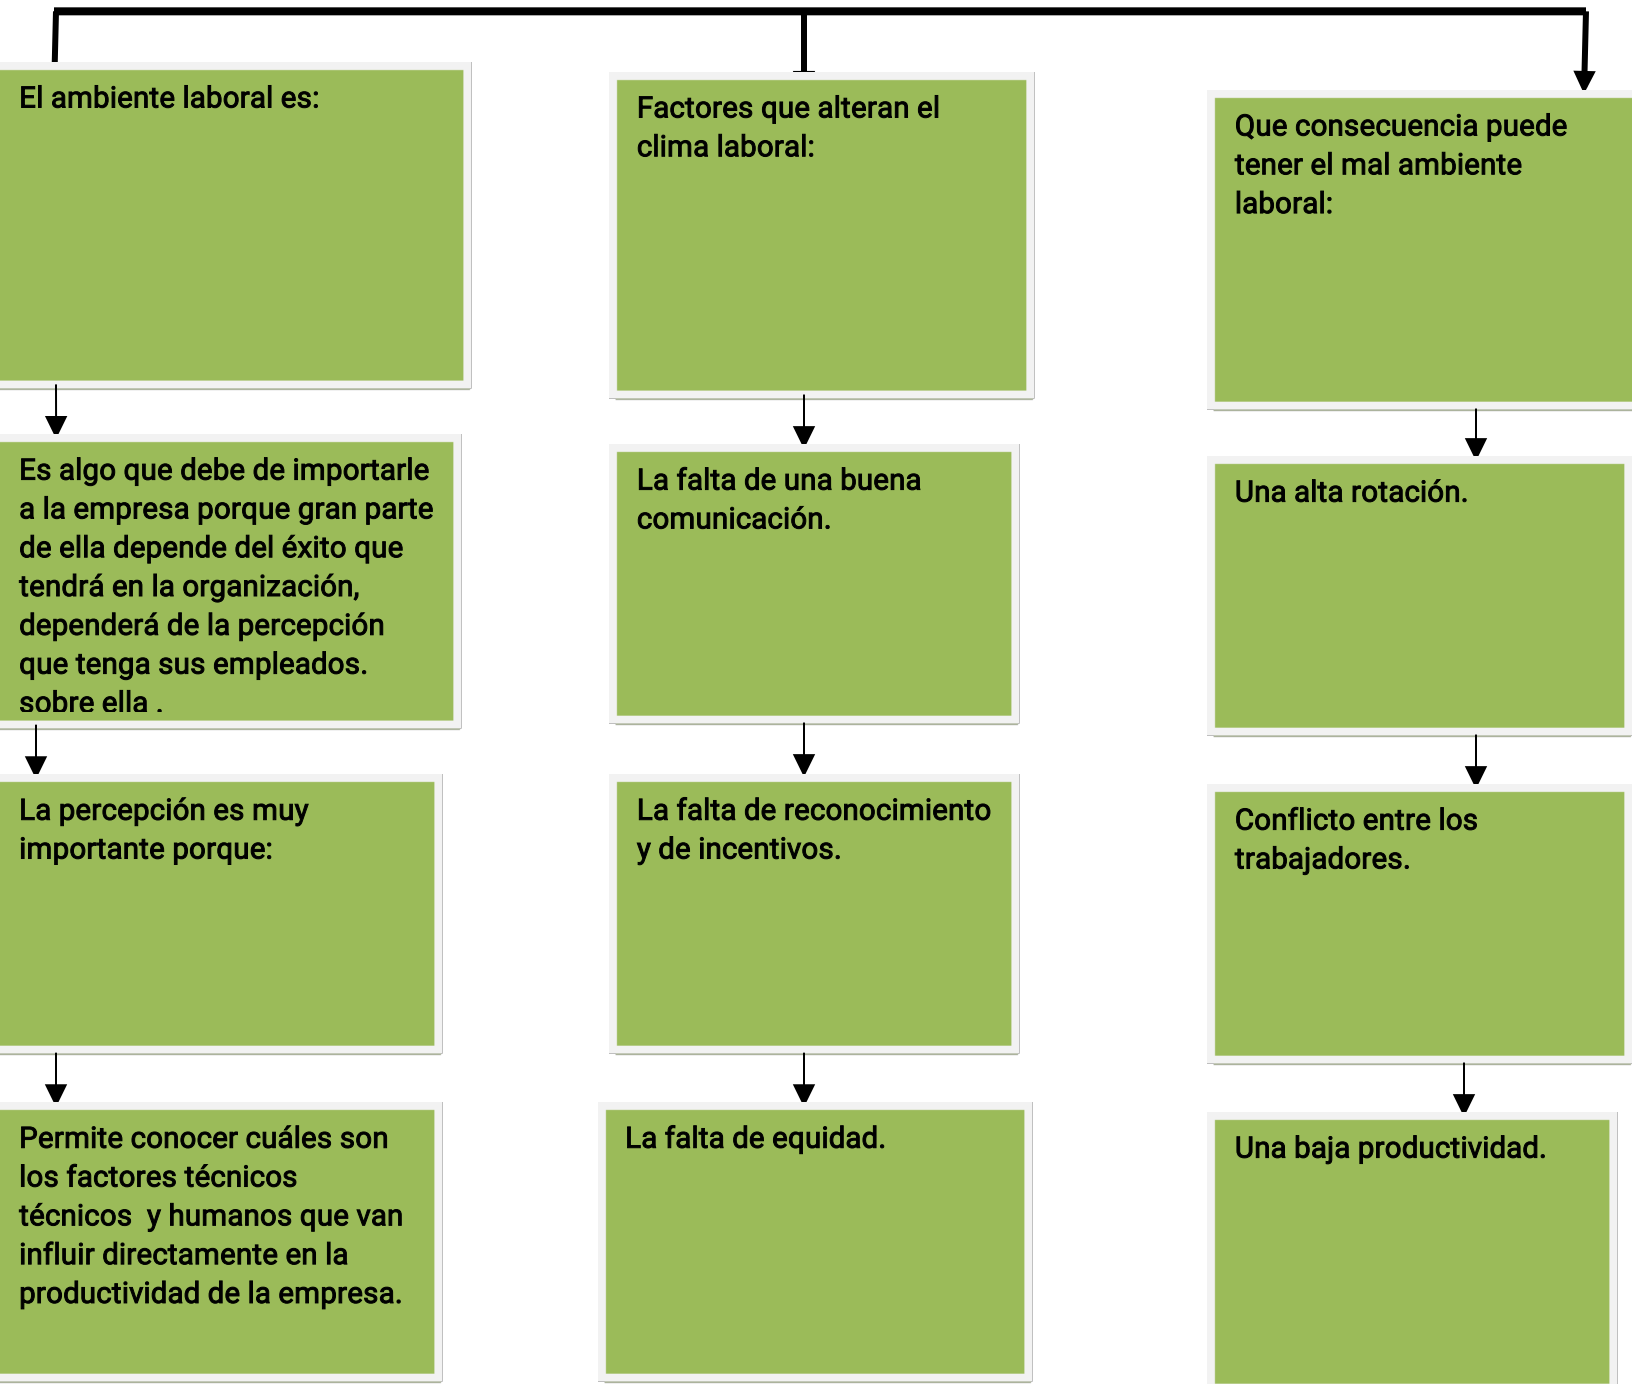 El ambiente laboral es:
Es algo que debe de importarle
a la empresa porque gran parte
de ella depende del éxito que
tendrá en la organización,
dependerá de la percepción
que tenga sus empleados.
sobre ella .
La percepción es muy
importante porque:
Permite conocer cuáles son
los factores técnicos
técnicos  y humanos que van
influir directamente en la
productividad de la empresa.
Factores que alteran el
clima laboral:
La falta de una buena
comunicación.
La falta de reconocimiento
y de incentivos.
La falta de equidad.
Que consecuencia puede
tener el mal ambiente
laboral:
Una alta rotación.
Conflicto entre los
trabajadores.
Una baja productividad.